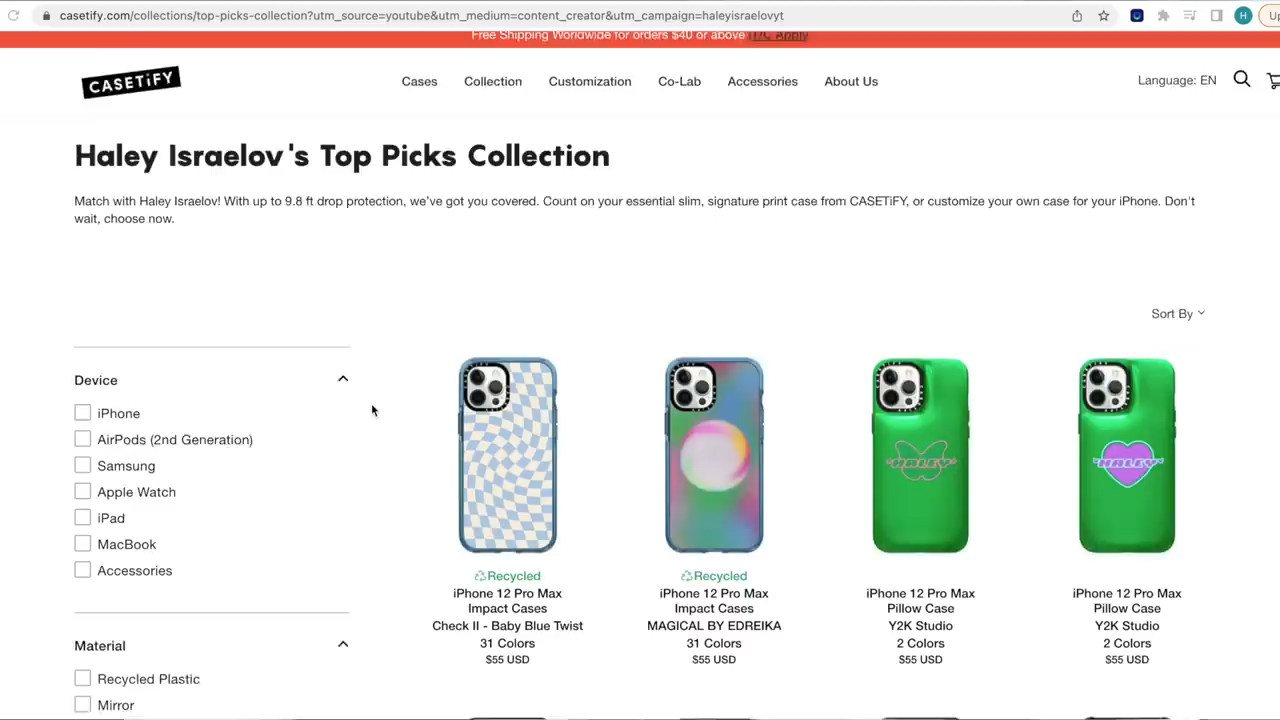 casetify.com/collections/top-picks-collection?utm_source=youtube&utm_medium=content_creator&utm_campaign=haleyisraelovyt
H
Free Shipping Worldwide for orders $40 or above T/C Apply
CASETiFY
Cases
Collection
Customization
Co-Lab
Accessories
About Us
Language: EN
Haley Israelov's Top Picks Collection
Match with Haley Israelov! With up to 9.8 ft drop protection, we've got you covered. Count on your essential slim, signature print case from CASETiFY, or customize your own case for your iPhone. Don't
wait, choose now.
Sort By
Device
iPhone
AirPods (2nd Generation)
Samsung
Apple Watch
iPad
MacBook
Accessories
Material
Recycled Plastic
Mirror
Recycled
iPhone 12 Pro Max
Impact Cases
Check II - Baby Blue Twist
31 Colors
$55 USD
Recycled
iPhone 12 Pro Max
Impact Cases
MAGICAL BY EDREIKA
31 Colors
$55 USD
HALEY
iPhone 12 Pro Max
Pillow Case
Y2K Studio
2 Colors
$55 USD
HALEY
iPhone 12 Pro Max
Pillow Case
Y2K Studio
2 Colors
$55 USD